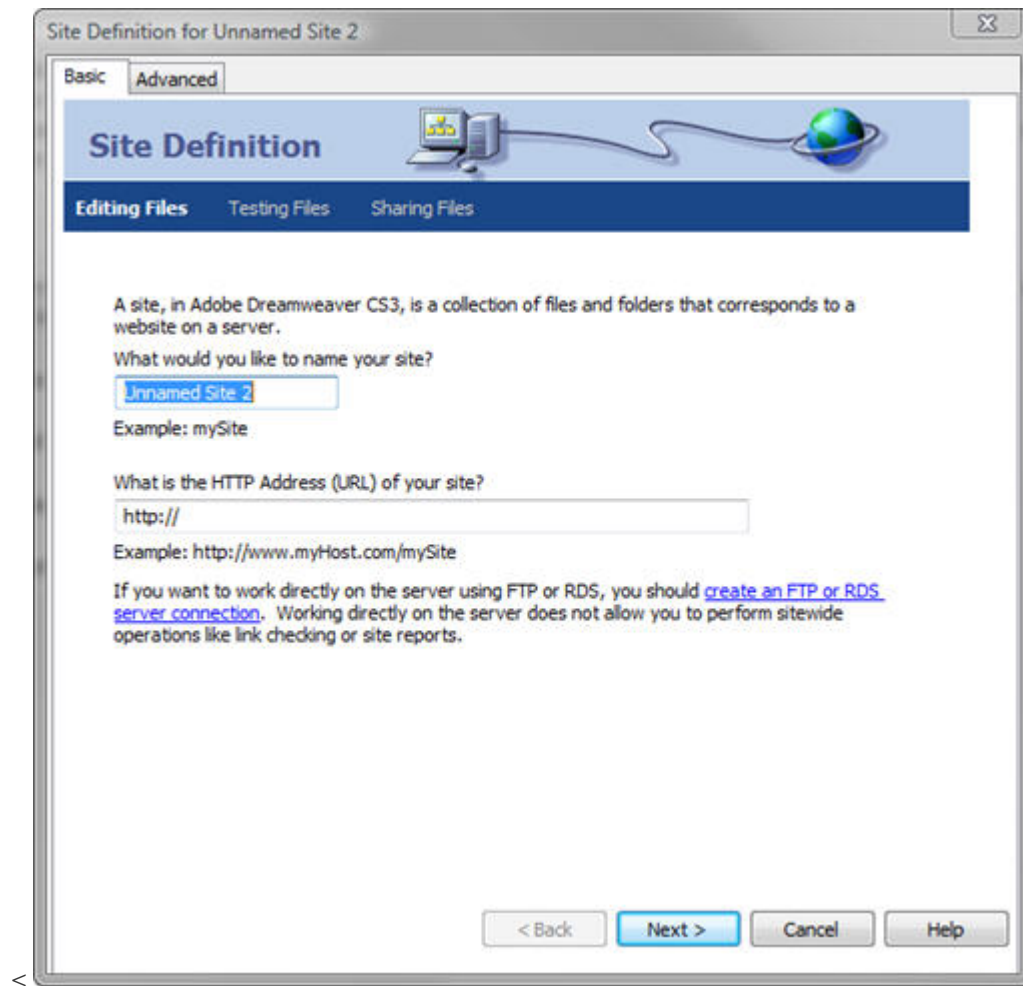 Site Definition for Unnamed Site 2
Basic Advanced
Site Definition
Editing Files Testing Files Sharing Files
A site, in Adobe Dreamweaver CS3, is a collection of files and folders that corresponds to a
website on a server.
What would you like to name your site?
Unnamed Site 2
Example: mySite
What is the HTTP Address (URL) of your site?
http://
Example: http://www.myHost.com/mySite
If you want to work directly on the server using FTP or RDS, you should create an FTP or RDS
server connection. Working directly on the server does not allow you to perform sitewide
operations like link checking or site reports.
< Back Next > Cancel Help
<